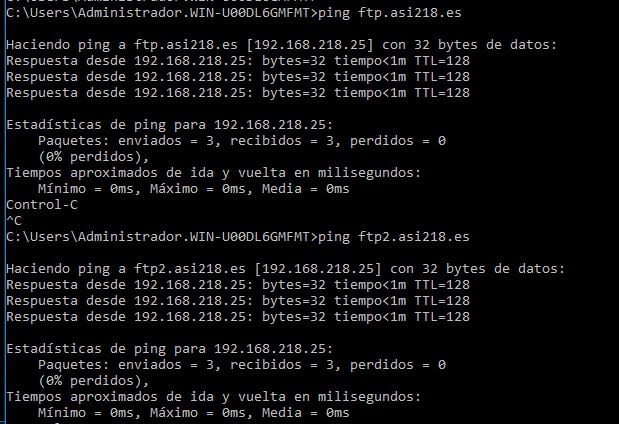 C:\Users\Administrador.WIN-U00DL6GMFMT>ping ftp.asi218.es
Haciendo ping a ftp.asi218.es [192.168.218.25] con 32 bytes de datos:
Respuesta desde 192.168.218.25: bytes=32 tiempo<1m TTL=128
Respuesta desde 192.168.218.25: bytes=32 tiempo<1m TTL=128
Respuesta desde 192.168.218.25: bytes=32 tiempo<1m TTL=128
Estadísticas de ping para 192.168.218.25:
    Paquetes: enviados = 3, recibidos = 3, perdidos = 0
    (0% perdidos),
Tiempos aproximados de ida y vuelta en milisegundos:
    Mínimo = 0ms, Máximo = 0ms, Media = 0ms
Control-C
^C
C:\Users\Administrador.WIN-U00DL6GMFMT>ping ftp2.asi218.es
Haciendo ping a ftp2.asi218.es [192.168.218.25] con 32 bytes de datos:
Respuesta desde 192.168.218.25: bytes=32 tiempo<1m TTL=128
Respuesta desde 192.168.218.25: bytes=32 tiempo<1m TTL=128
Respuesta desde 192.168.218.25: bytes=32 tiempo<1m TTL=128
Estadísticas de ping para 192.168.218.25:
    Paquetes: enviados = 3, recibidos = 3, perdidos = 0
    (0% perdidos),
Tiempos aproximados de ida y vuelta en milisegundos:
    Mínimo = 0ms, Máximo = 0ms, Media = 0ms